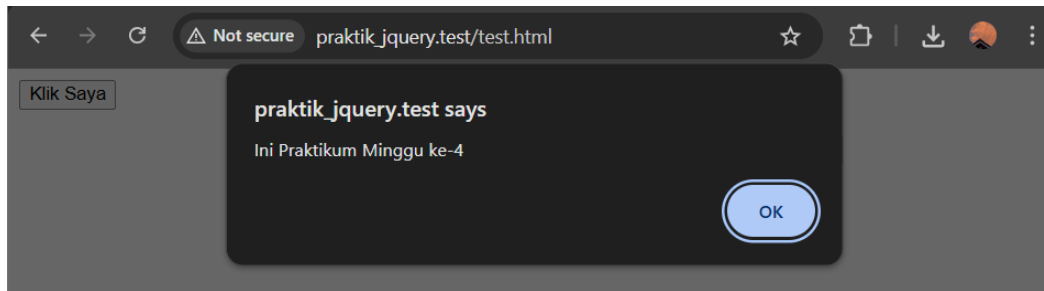 Not secure praktik_jquery.test/test.html
Klik Saya
praktik_jquery.test says
Ini Praktikum Minggu ke-4
OK